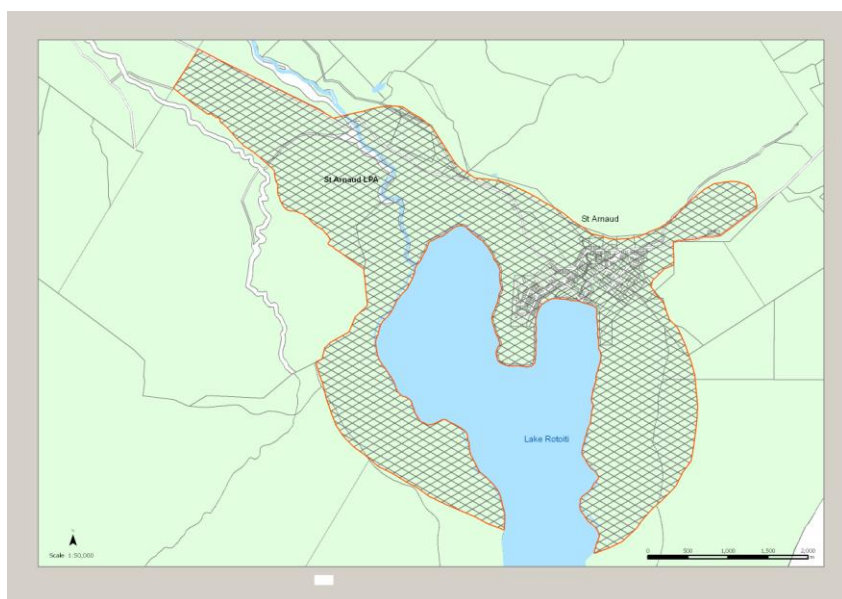 St Arnaud LPA
St Arnaud
Lake Rotoiti
Scale 1:50,000
0 500 1,000 1,500 2,000
m